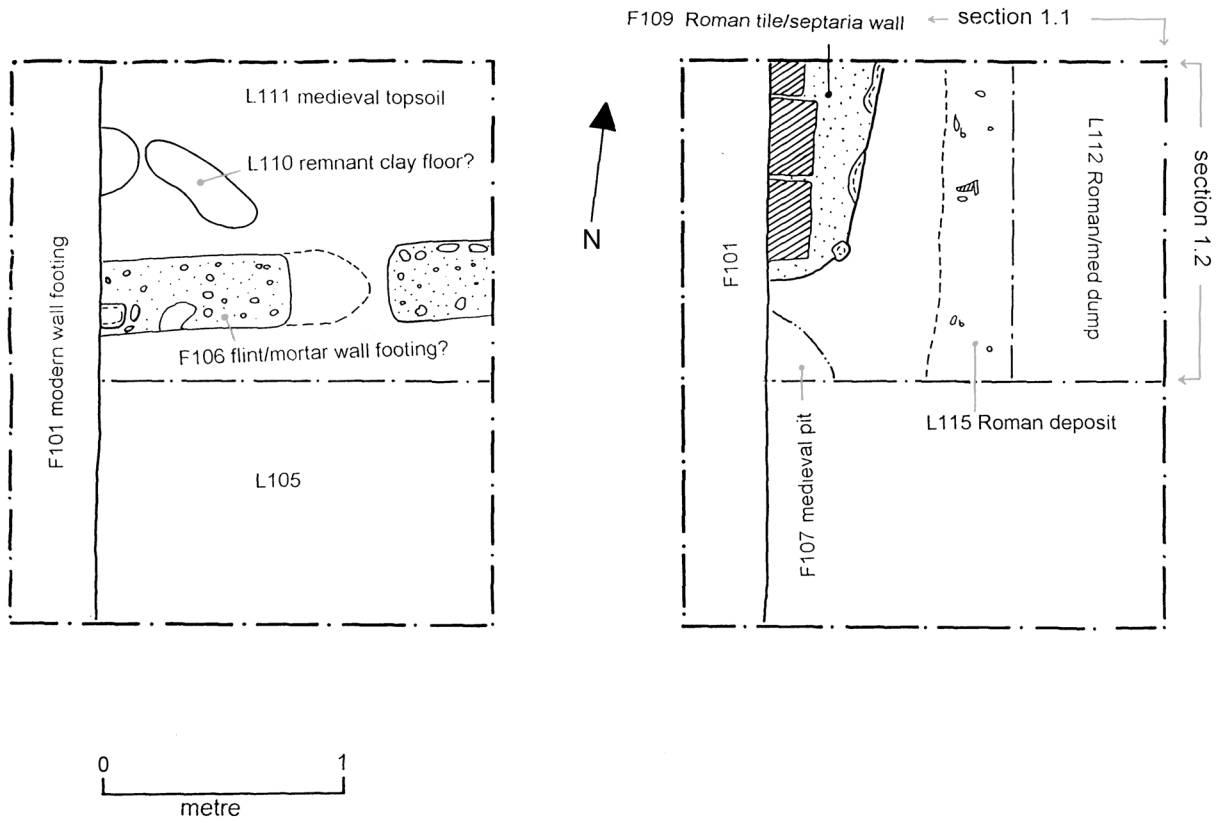 L111 medieval topsoil
L110 remnant clay floor?
F101 modern wall footing
F106 flint/mortar wall footing?
L105
N
F109 Roman tile/septaria wall
section 1.1
section 1.2
F101
L112 Roman/med dump
L115 Roman deposit
F107 medieval pit
0 1
metre